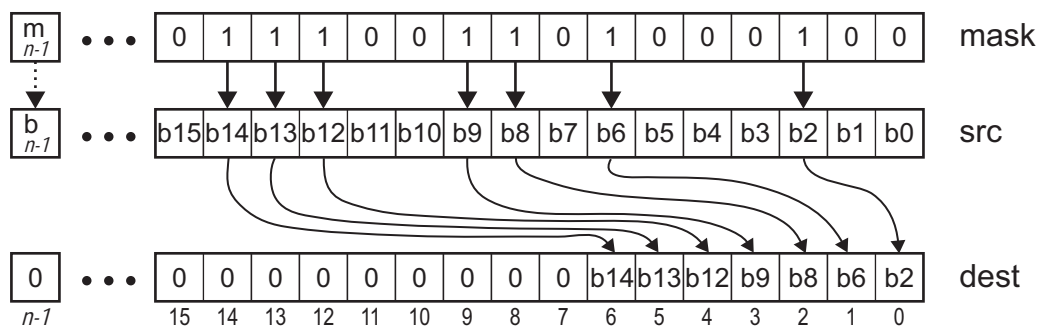 m n-1 • • • 0 1 1 1 0 0 1 1 0 1 0 0 0 1 0 0 mask
b n-1 • • • b15 b14 b13 b12 b11 b10 b9 b8 b7 b6 b5 b4 b3 b2 b1 b0 src
0 • • • 0 0 0 0 0 0 0 0 0 b14 b13 b12 b9 b8 b6 b2 dest
n-1 15 14 13 12 11 10 9 8 7 6 5 4 3 2 1 0